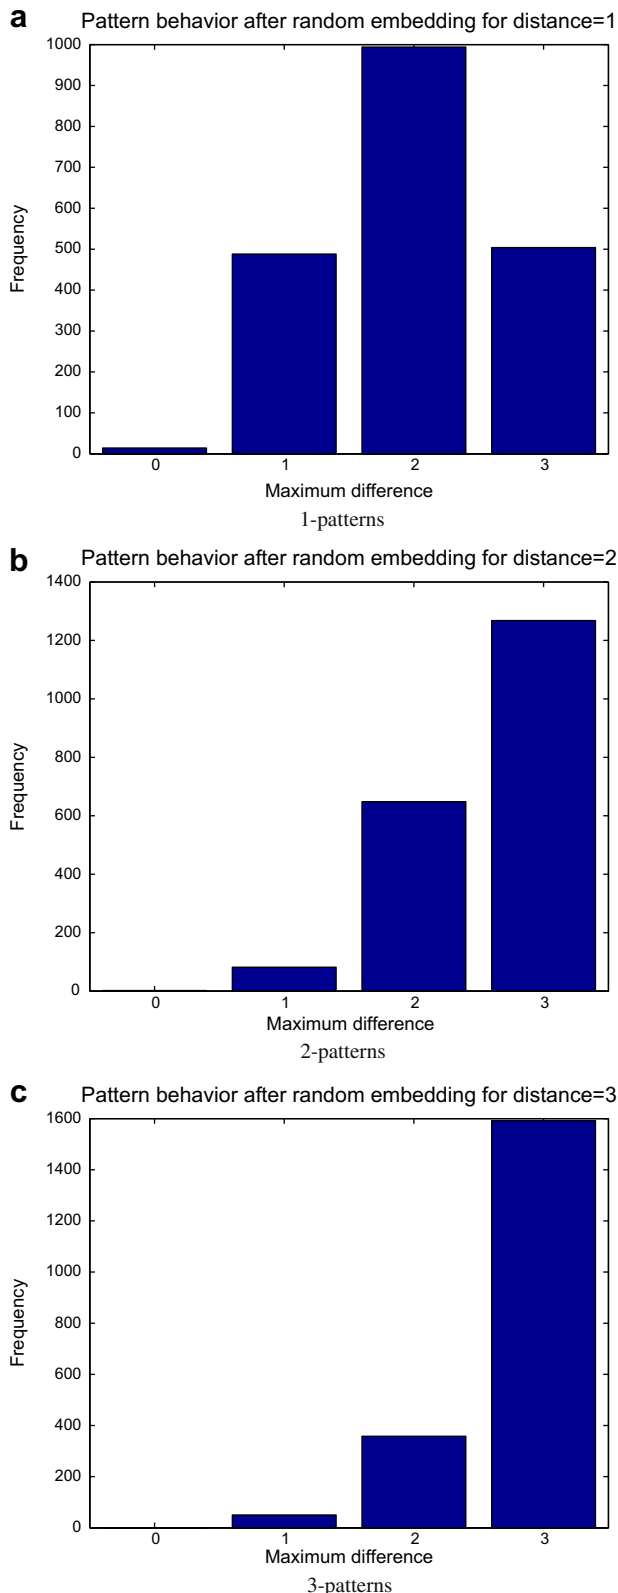 a
Pattern behavior after random embedding for distance=1
1000
900
800
700
600
500
400
300
200
100
0
Frequency
0 1 2 3
Maximum difference
1-patterns
b
Pattern behavior after random embedding for distance=2
1400
1200
1000
800
600
400
200
0
Frequency
0 1 2 3
Maximum difference
2-patterns
c
Pattern behavior after random embedding for distance=3
1600
1400
1200
1000
800
600
400
200
0
Frequency
0 1 2 3
Maximum difference
3-patterns